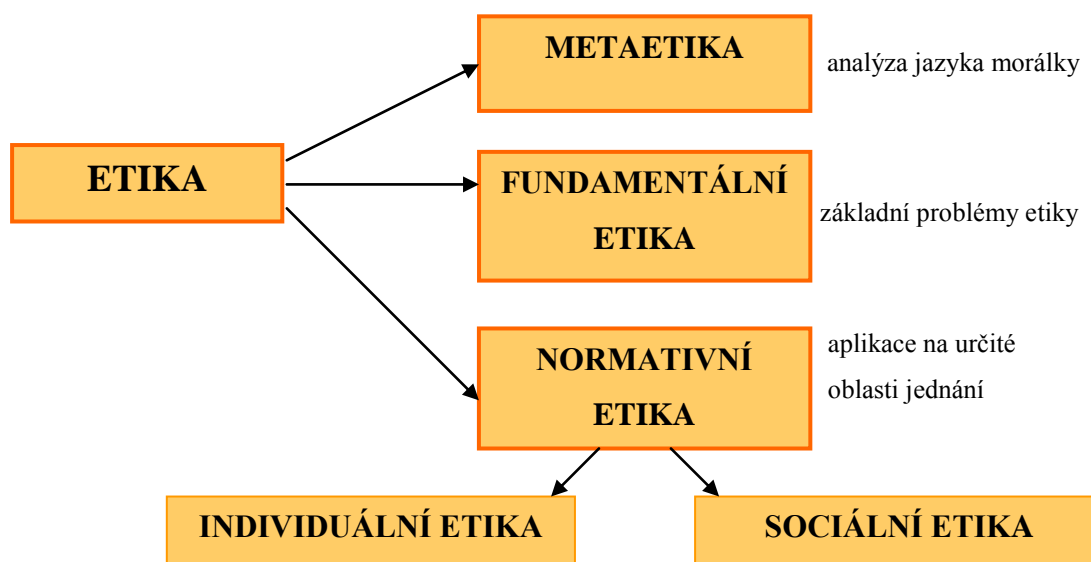 METAETIKA
analýza jazyka morálky
ETIKA
FUNDAMENTÁLNÍ
ETIKA
základní problémy etiky
NORMATIVNÍ
ETIKA
aplikace na určité
oblasti jednání
INDIVIDUÁLNÍ ETIKA
SOCIÁLNÍ ETIKA